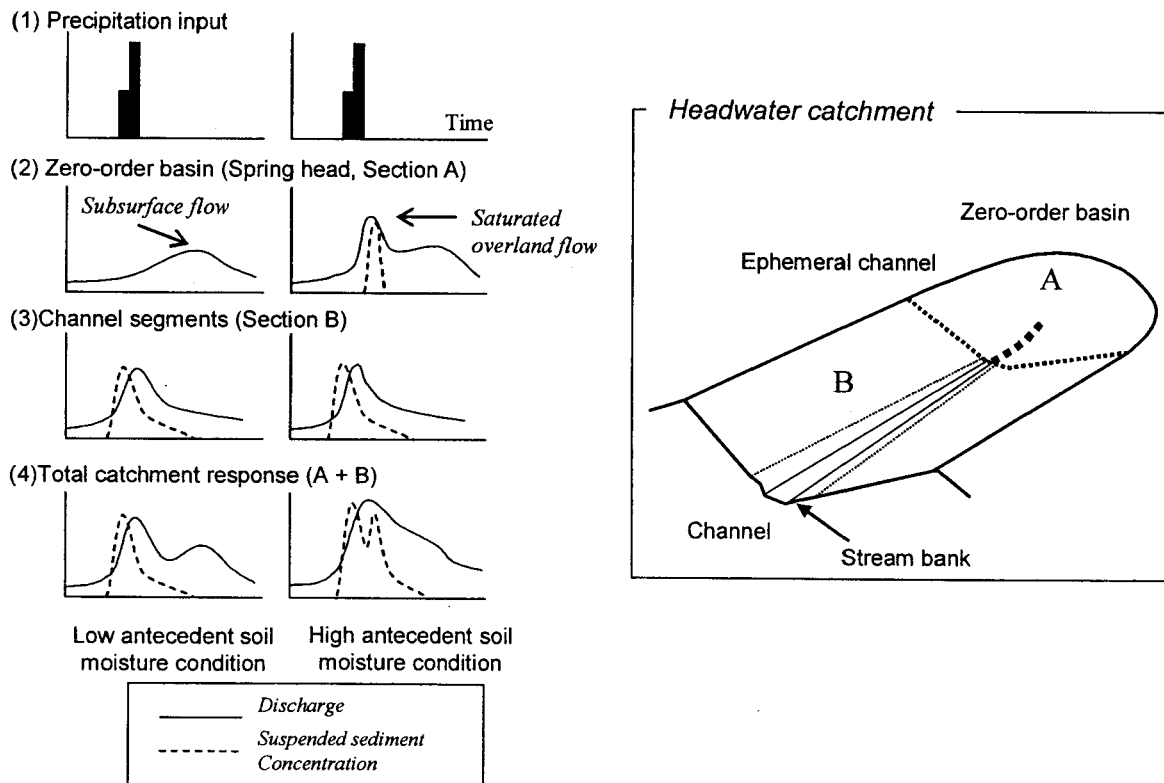 (1) Precipitation input
Time
(2) Zero-order basin (Spring head, Section A)
Subsurface flow
Saturated
overland flow
(3)Channel segments (Section B)
(4)Total catchment response (A + B)
Low antecedent soil
moisture condition
High antecedent soil
moisture condition
Discharge
Suspended sediment
Concentration
Headwater catchment
Zero-order basin
Ephemeral channel
A
B
Channel
Stream bank